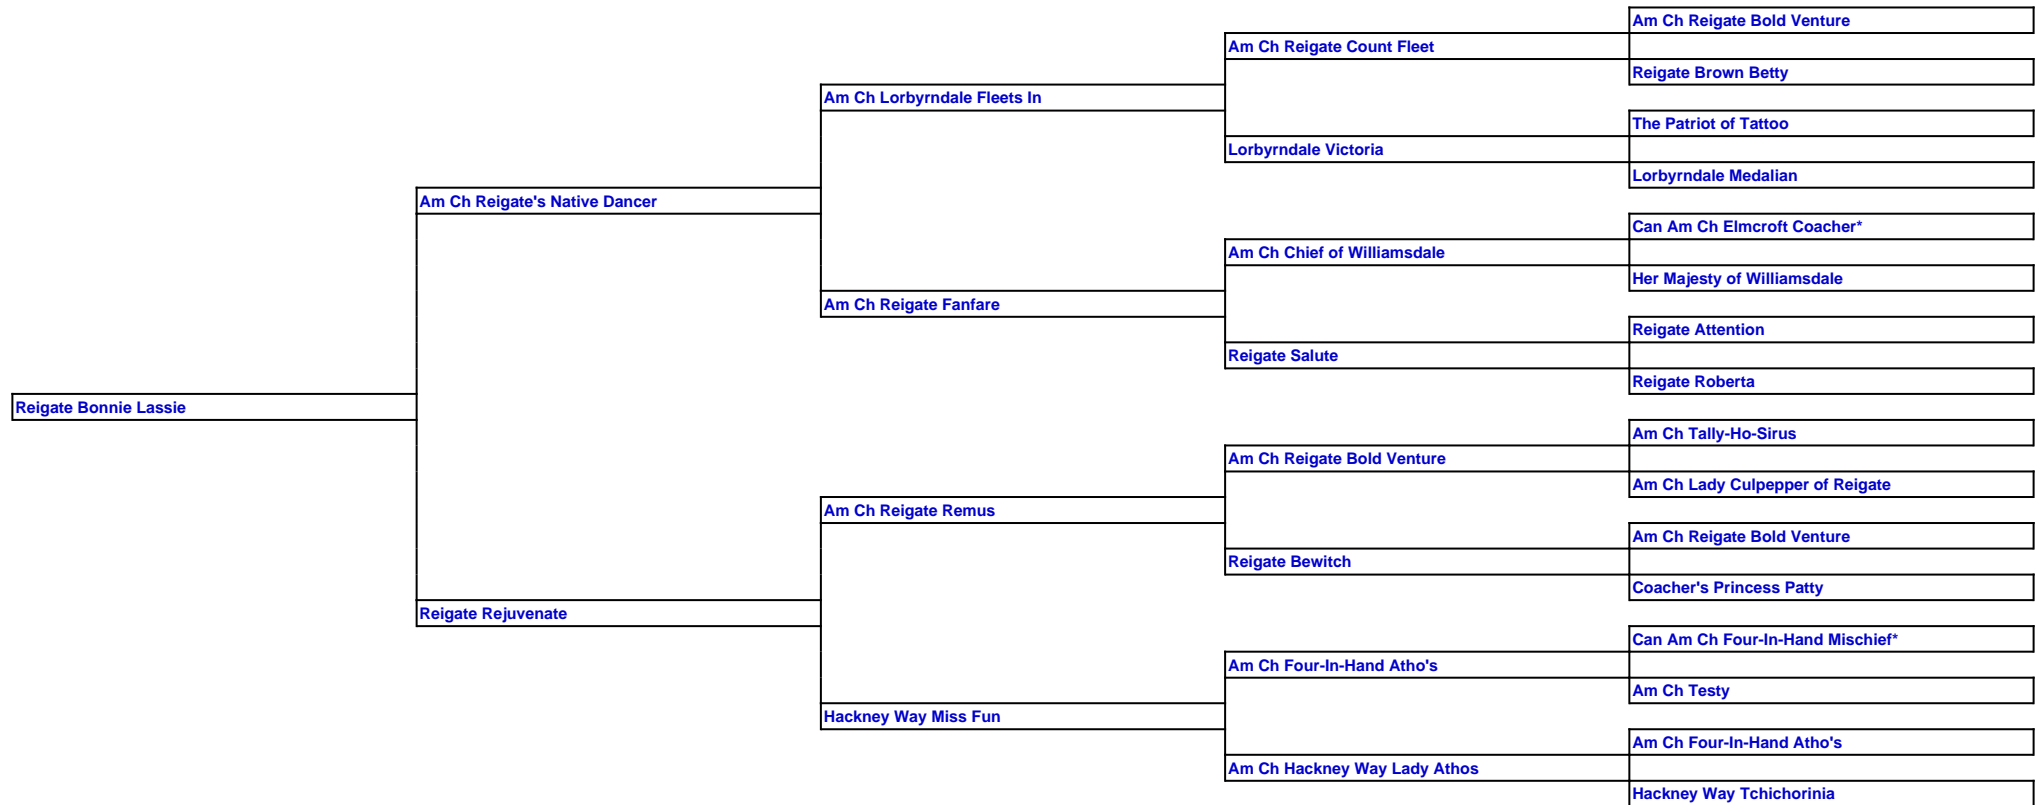 Am Ch Reigate Bold Venture
Am Ch Reigate Count Fleet
Reigate Brown Betty
Am Ch Lorbyrndale Fleets In
The Patriot of Tattoo
Lorbyrndale Victoria
Lorbyrndale Medalian
Am Ch Reigate's Native Dancer
Can Am Ch Elmcroft Coacher*
Am Ch Chief of Williamsdale
Her Majesty of Williamsdale
Am Ch Reigate Fanfare
Reigate Attention
Reigate Salute
Reigate Roberta
Reigate Bonnie Lassie
Am Ch Tally-Ho-Sirus
Am Ch Reigate Bold Venture
Am Ch Lady Culpepper of Reigate
Am Ch Reigate Remus
Am Ch Reigate Bold Venture
Reigate Bewitch
Coacher's Princess Patty
Reigate Rejuvenate
Can Am Ch Four-In-Hand Mischief*
Am Ch Four-In-Hand Atho's
Am Ch Testy
Hackney Way Miss Fun
Am Ch Four-In-Hand Atho's
Am Ch Hackney Way Lady Athos
Hackney Way Tchichorinia